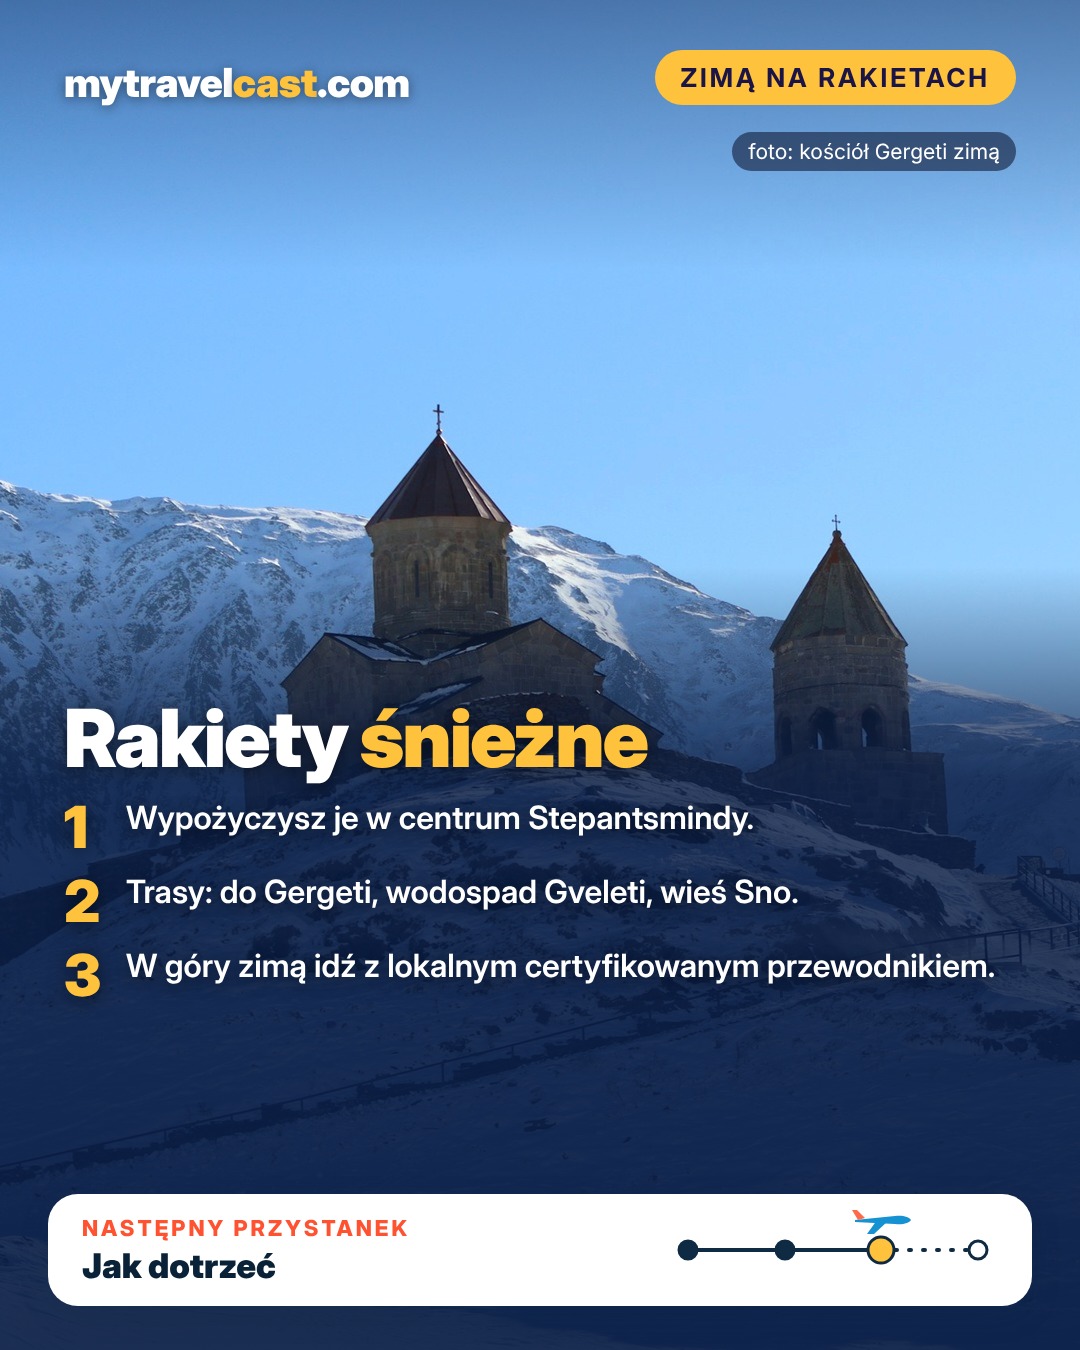 mytravelcast.com
ZIMĄ NA RAKIETACH
foto: kościół Gergeti zimą
Rakiety śnieżne
1 Wypożyczysz je w centrum Stepantsmindy.
2 Trasy: do Gergeti, wodospad Gveleti, wieś Sno.
3 W góry zimą idź z lokalnym certyfikowanym przewodnikiem.
NASTĘPNY PRZYSTANEK
Jak dotrzeć